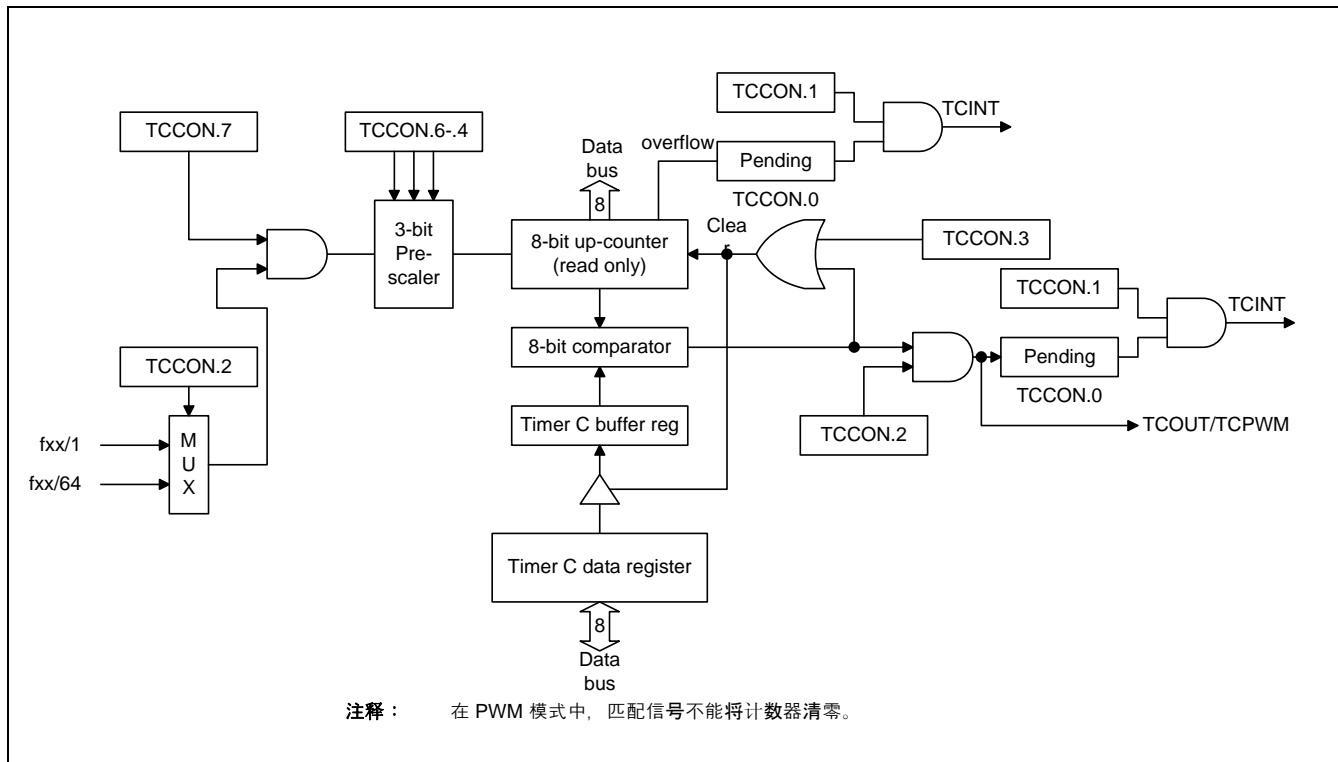 TCCON.1
TCINT
TCCON.7
TCCON.6-.4
Data
bus
8
overflow
Pending
TCCON.0
3-bit
Pre-
scaler
8-bit up-counter
(read only)
Clea
r
TCCON.3
TCCON.1
TCINT
8-bit comparator
Pending
TCCON.0
TCCON.2
M
U
X
fxx/1
fxx/64
Timer C buffer reg
TCCON.2
TCOUT/TCPWM
Timer C data register
8
Data
bus
注释： 在 PWM 模式中，匹配信号不能将计数器清零。